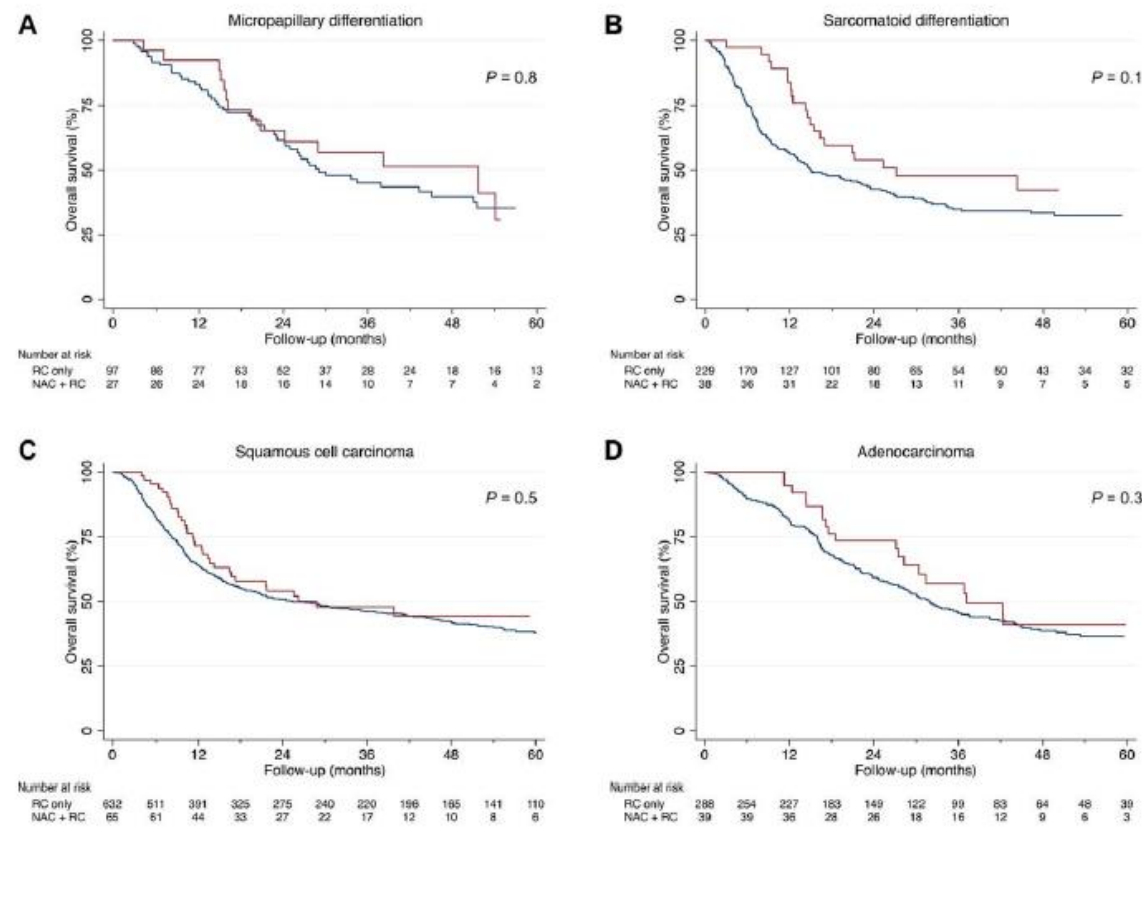 A
Micropapillary differentiation
Overall survival (%)
100
75
50
25
0
P = 0.8
0 12 24 36 48 60
Follow-up (months)
Number at risk
RC only 97 86 77 63 52 37 28 24 18 16 13
NAC + RC 27 26 24 18 16 14 10 7 7 4 2
B
Sarcomatoid differentiation
Overall survival (%)
100
75
50
25
0
P = 0.1
0 12 24 36 48 60
Follow-up (months)
Number at risk
RC only 229 170 127 101 80 65 54 50 43 34 32
NAC + RC 38 36 31 22 18 13 11 9 7 5 5
C
Squamous cell carcinoma
Overall survival (%)
100
75
50
25
0
P = 0.5
0 12 24 36 48 60
Follow-up (months)
Number at risk
RC only 632 511 391 325 275 240 220 196 165 141 110
NAC + RC 65 61 44 33 27 22 17 12 10 8 6
D
Adenocarcinoma
Overall survival (%)
100
75
50
25
0
P = 0.3
0 12 24 36 48 60
Follow-up (months)
Number at risk
RC only 288 254 227 183 149 122 99 83 64 48 39
NAC + RC 39 39 36 28 26 18 16 12 9 6 3